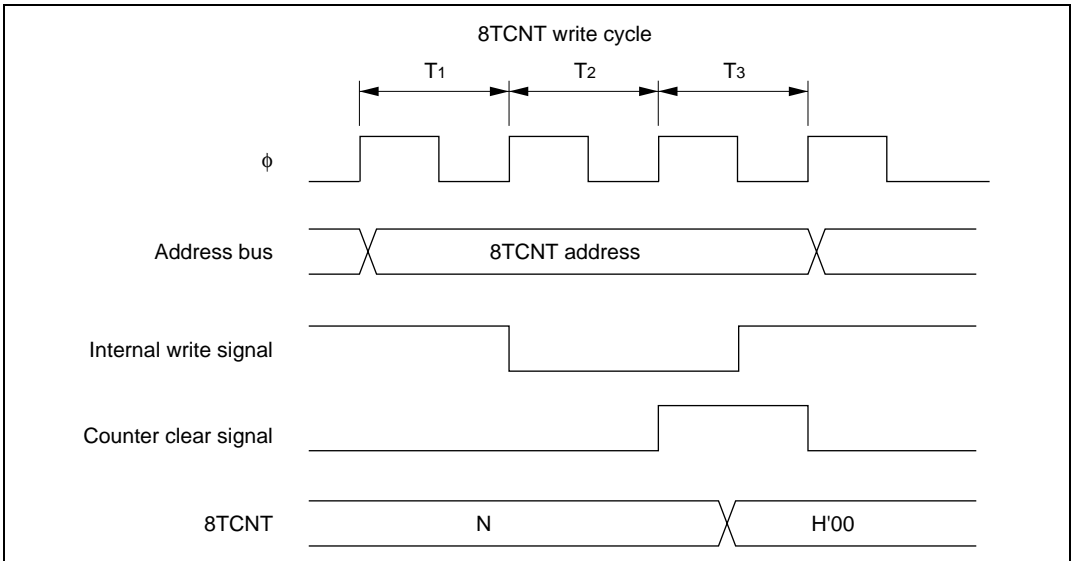 8TCNT write cycle
T1 T2 T3
φ
Address bus 8TCNT address
Internal write signal
Counter clear signal
8TCNT N H'00